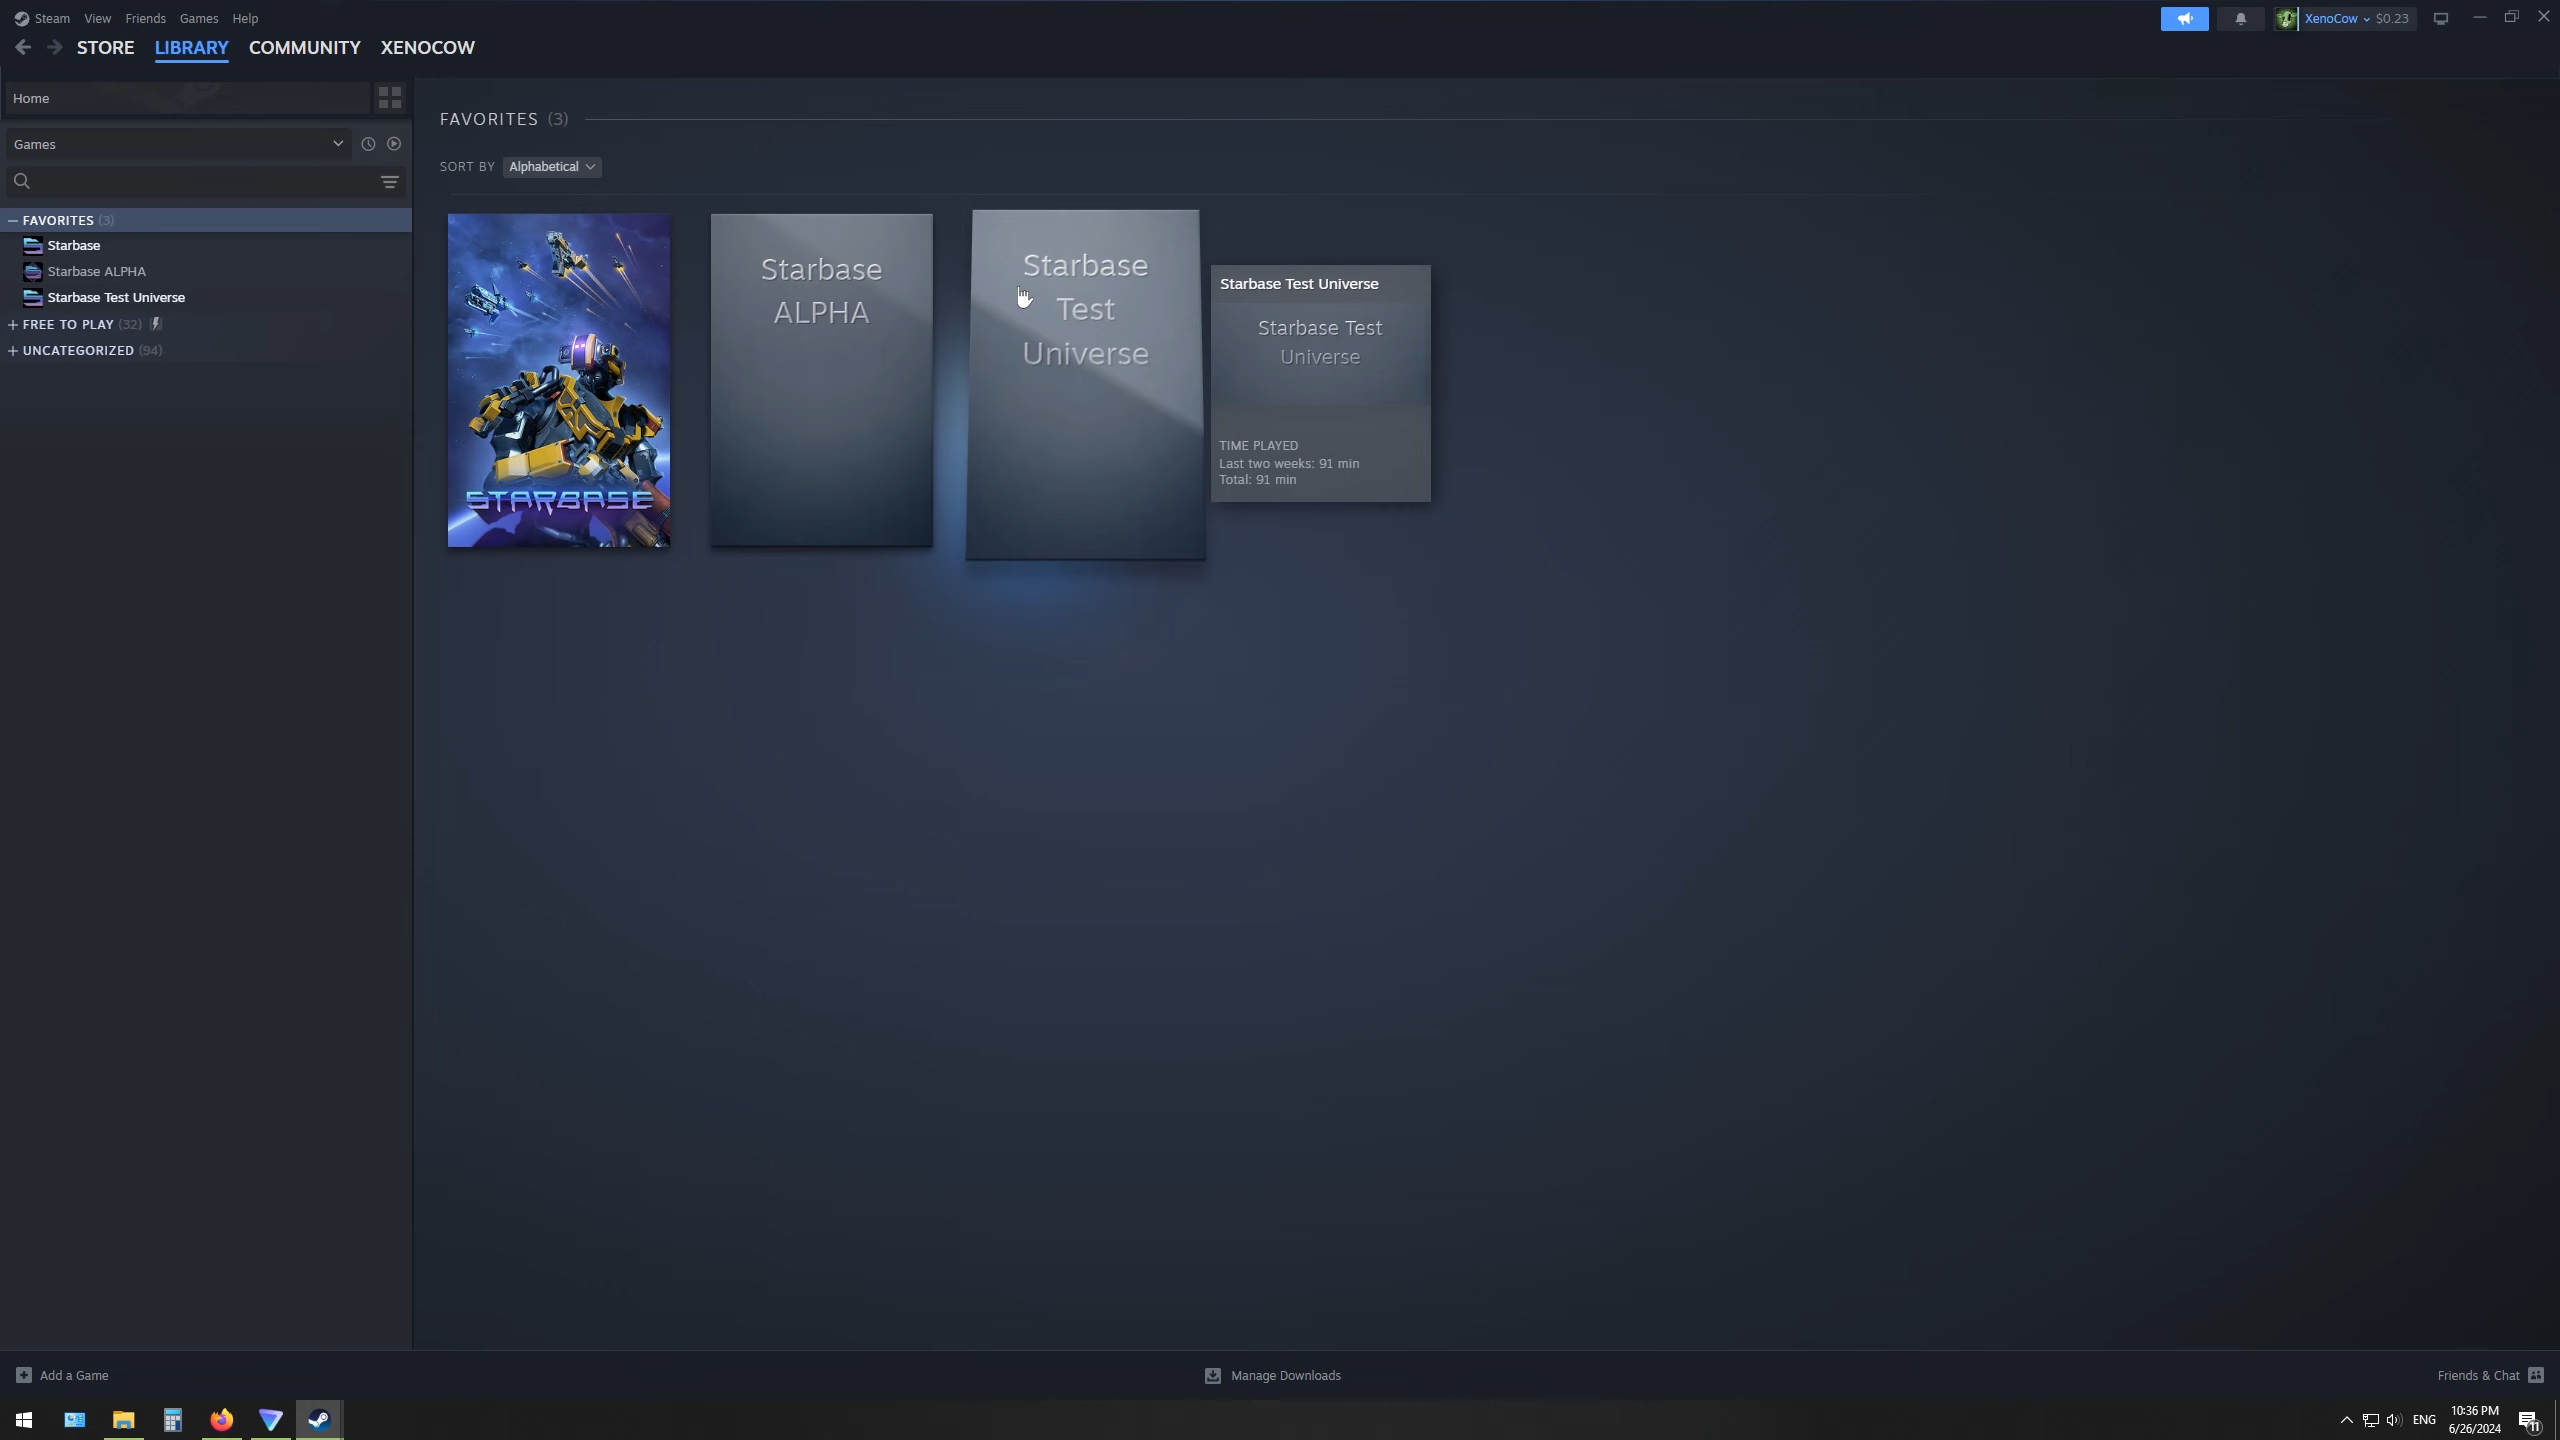 Steam View Friends Games Help
XenoCow $0.23
STORE LIBRARY COMMUNITY XENOCOW
Home
Games
FAVORITES (3)
Starbase
Starbase ALPHA
Starbase Test Universe
FREE TO PLAY (32)
UNCATEGORIZED (94)
FAVORITES (3)
SORT BY Alphabetical
STARBASE
Starbase
ALPHA
Starbase
Test
Universe
Starbase Test Universe
Starbase Test
Universe
TIME PLAYED
Last two weeks: 91 min
Total: 91 min
Add a Game
Manage Downloads
Friends & Chat
ENG
10:36 PM
6/26/2024
11